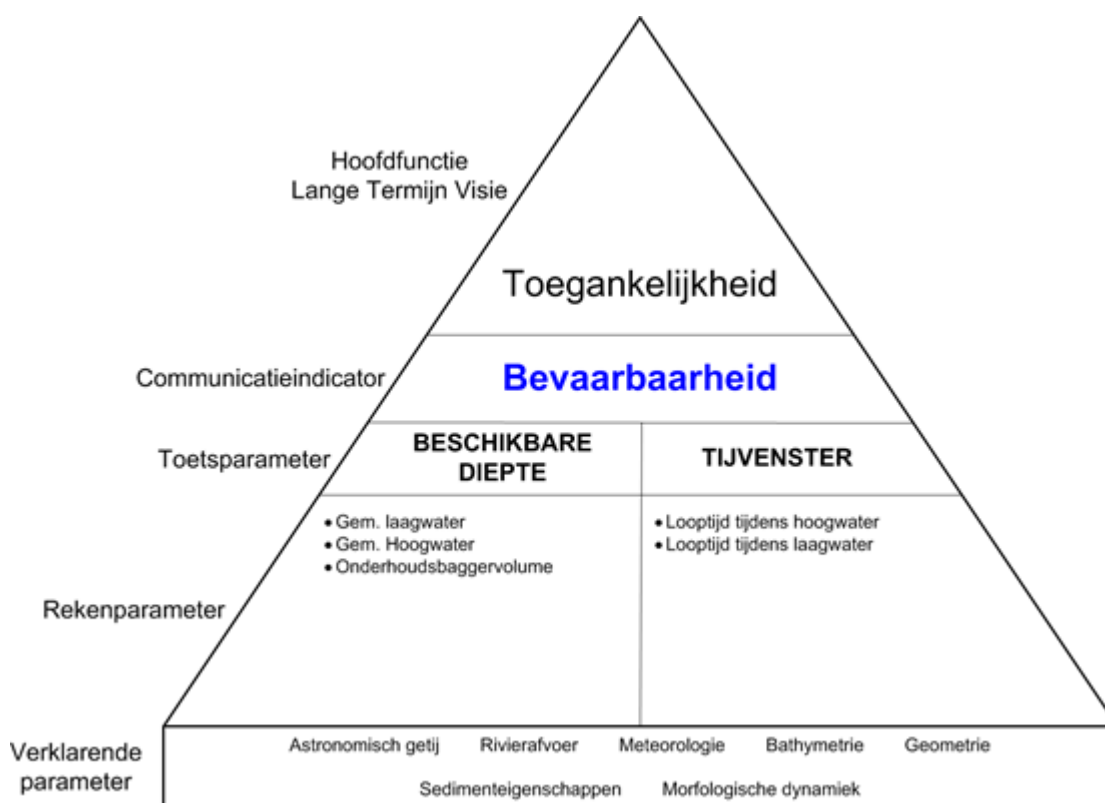 Hoofdfunctie
Lange Termijn Visie
Toegankelijkheid
Communicatieindicator
Bevaarbaarheid
Toetsparameter
BESCHIKBARE
DIEPTE
TIJVENSTER
• Gem. laagwater
• Gem. Hoogwater
• Onderhoudsbaggervolume
• Looptijd tijdens hoogwater
• Looptijd tijdens laagwater
Rekenparameter
Verklarende
parameter
Astronomisch getij Rivierafvoer Meteorologie Bathymetrie Geometrie
Sedimenteigenschappen Morfologische dynamiek